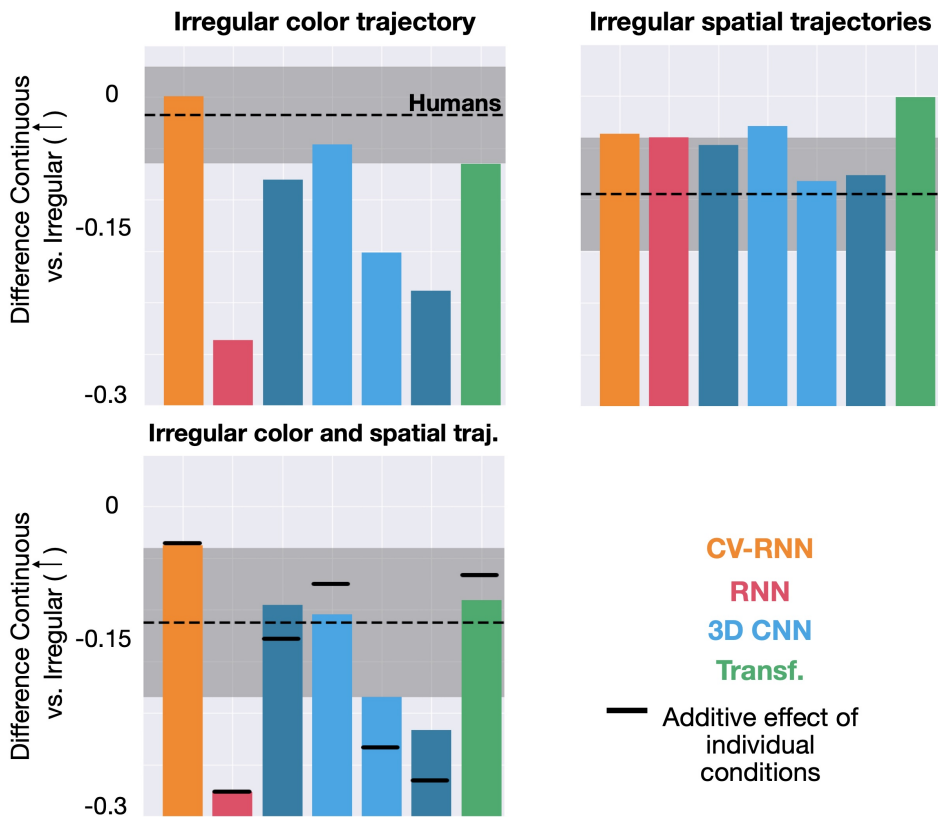 Irregular color trajectory
Irregular spatial trajectories
Difference Continuous
vs. Irregular (↑)
0
-0.15
-0.3
Humans
Irregular color and spatial traj.
Difference Continuous
vs. Irregular (↑)
0
-0.15
-0.3
CV-RNN
RNN
3D CNN
Transf.
Additive effect of
individual
conditions